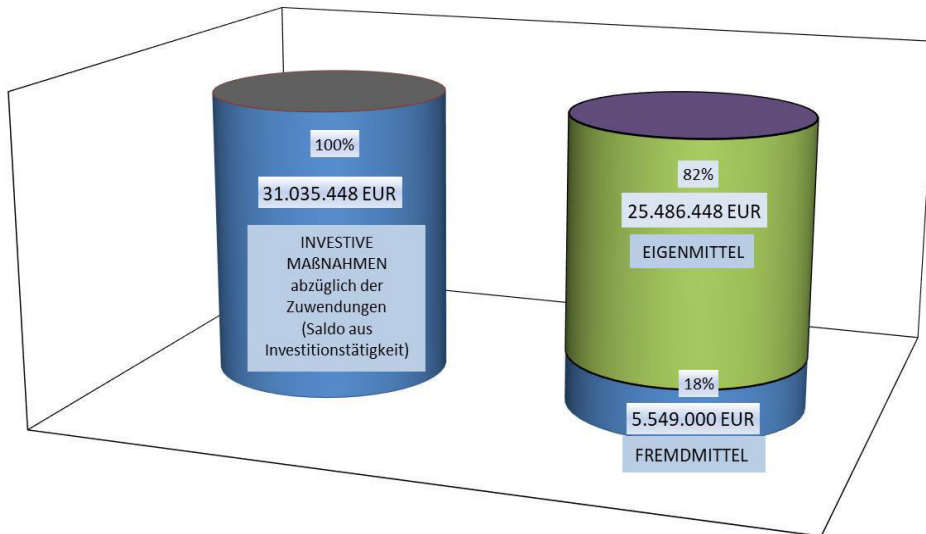 100%
31.035.448 EUR
INVESTIVE
MAßNAHMEN
abzüglich der
Zuwendungen
(Saldo aus
Investitionstätigkeit)
82%
25.486.448 EUR
EIGENMITTEL
18%
5.549.000 EUR
FREMDMITTEL